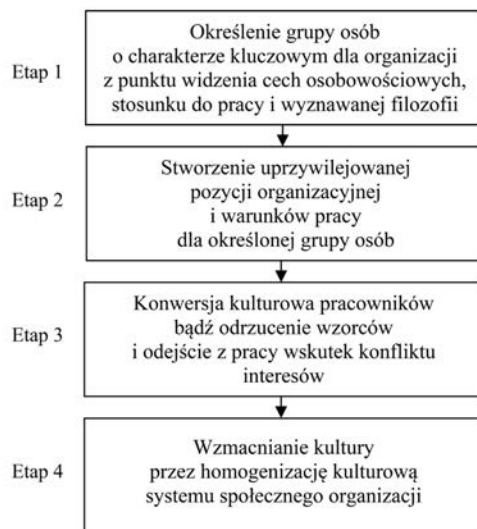 Etap 1
Określenie grupy osób
o charakterze kluczowym dla organizacji
z punktu widzenia cech osobowościowych,
stosunku do pracy i wyznawanej filozofii
Etap 2
Stworzenie uprzywilejowanej
pozycji organizacyjnej
i warunków pracy
dla określonej grupy osób
Etap 3
Konwersja kulturowa pracowników
bądź odrzucenie wzorców
i odejście z pracy wskutek konfliktu
interesów
Etap 4
Wzmacnianie kultury
przez homogenizację kulturową
systemu społecznego organizacji